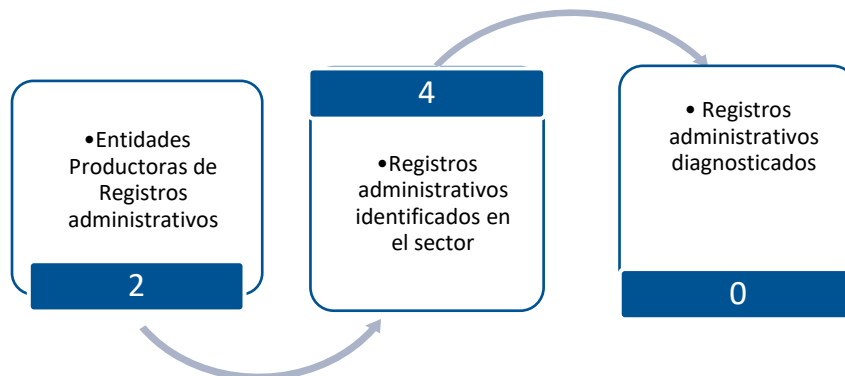 •Entidades
Productoras de
Registros
administrativos
2
4
•Registros
administrativos
identificados en
el sector
• Registros
administrativos
diagnosticados
0